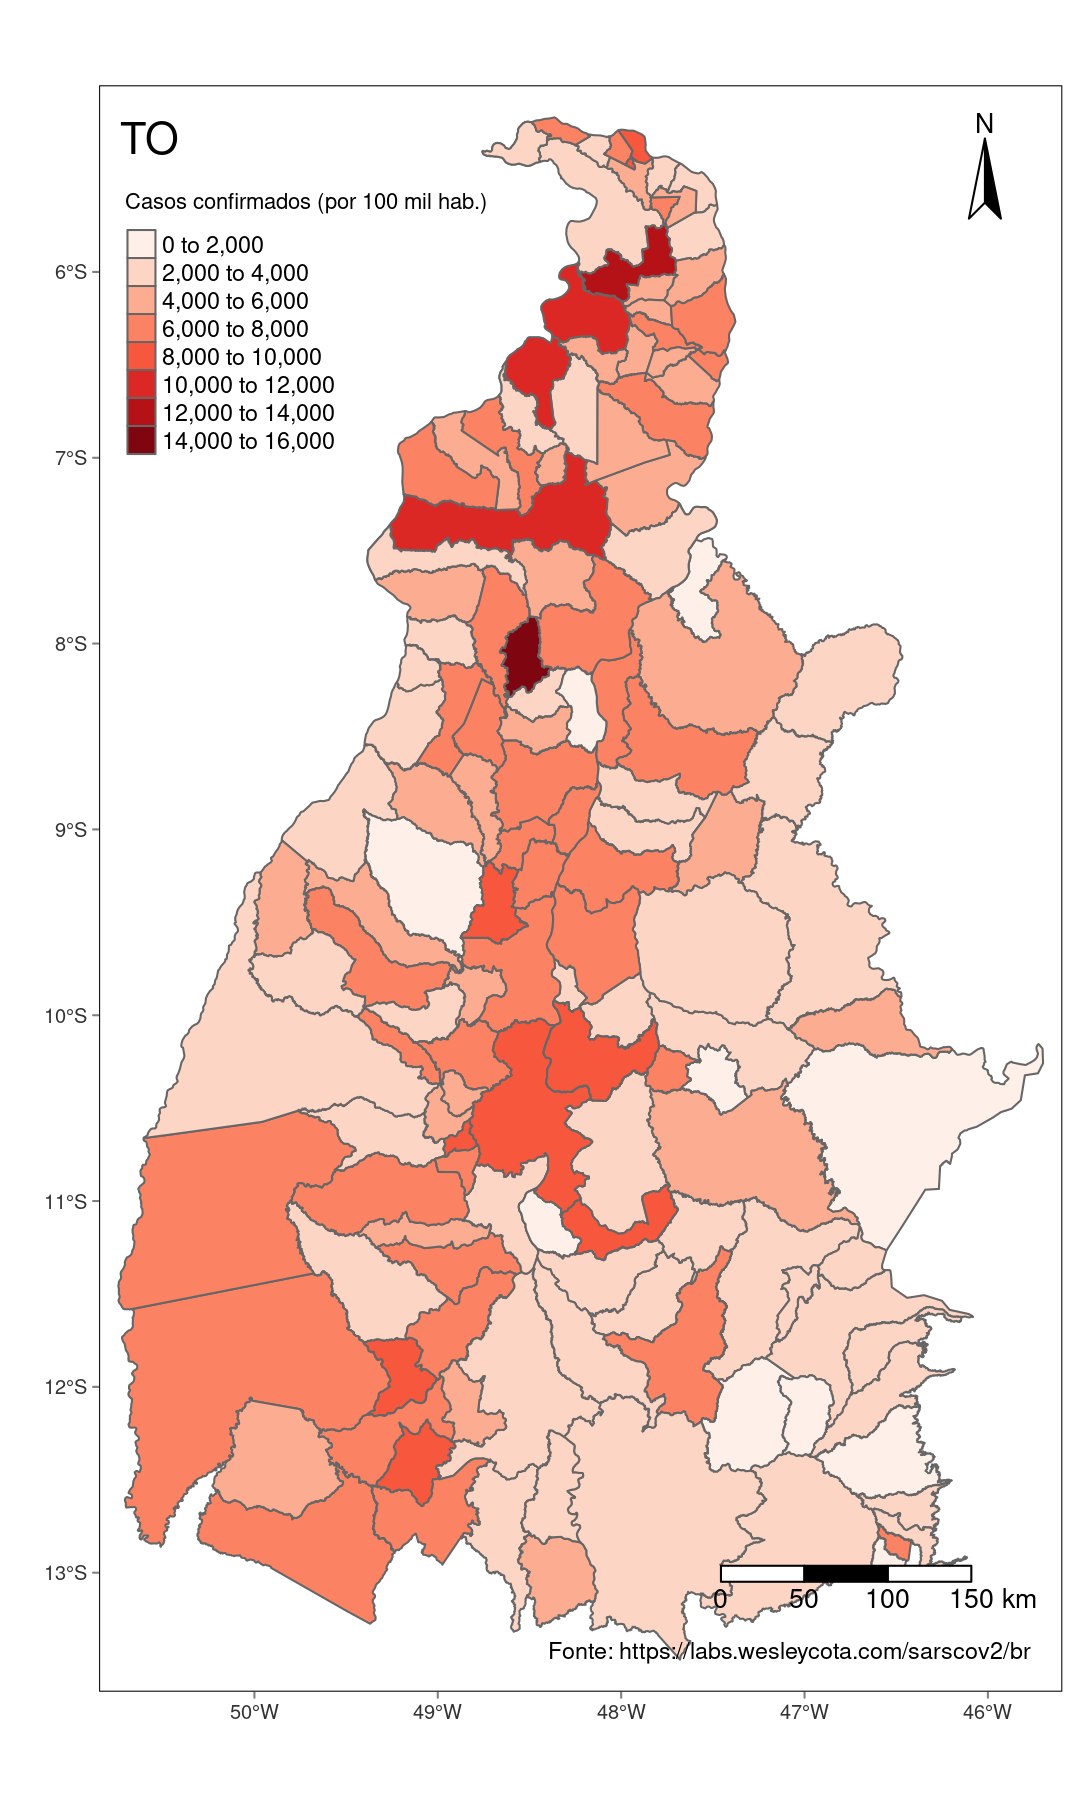 TO
N
Casos confirmados (por 100 mil hab.)
0 to 2,000
2,000 to 4,000
4,000 to 6,000
6,000 to 8,000
8,000 to 10,000
10,000 to 12,000
12,000 to 14,000
14,000 to 16,000
6°S
7°S
8°S
9°S
10°S
11°S
12°S
13°S
0 50 100 150 km
Fonte: https://labs.wesleycota.com/sarscov2/br
50°W 49°W 48°W 47°W 46°W